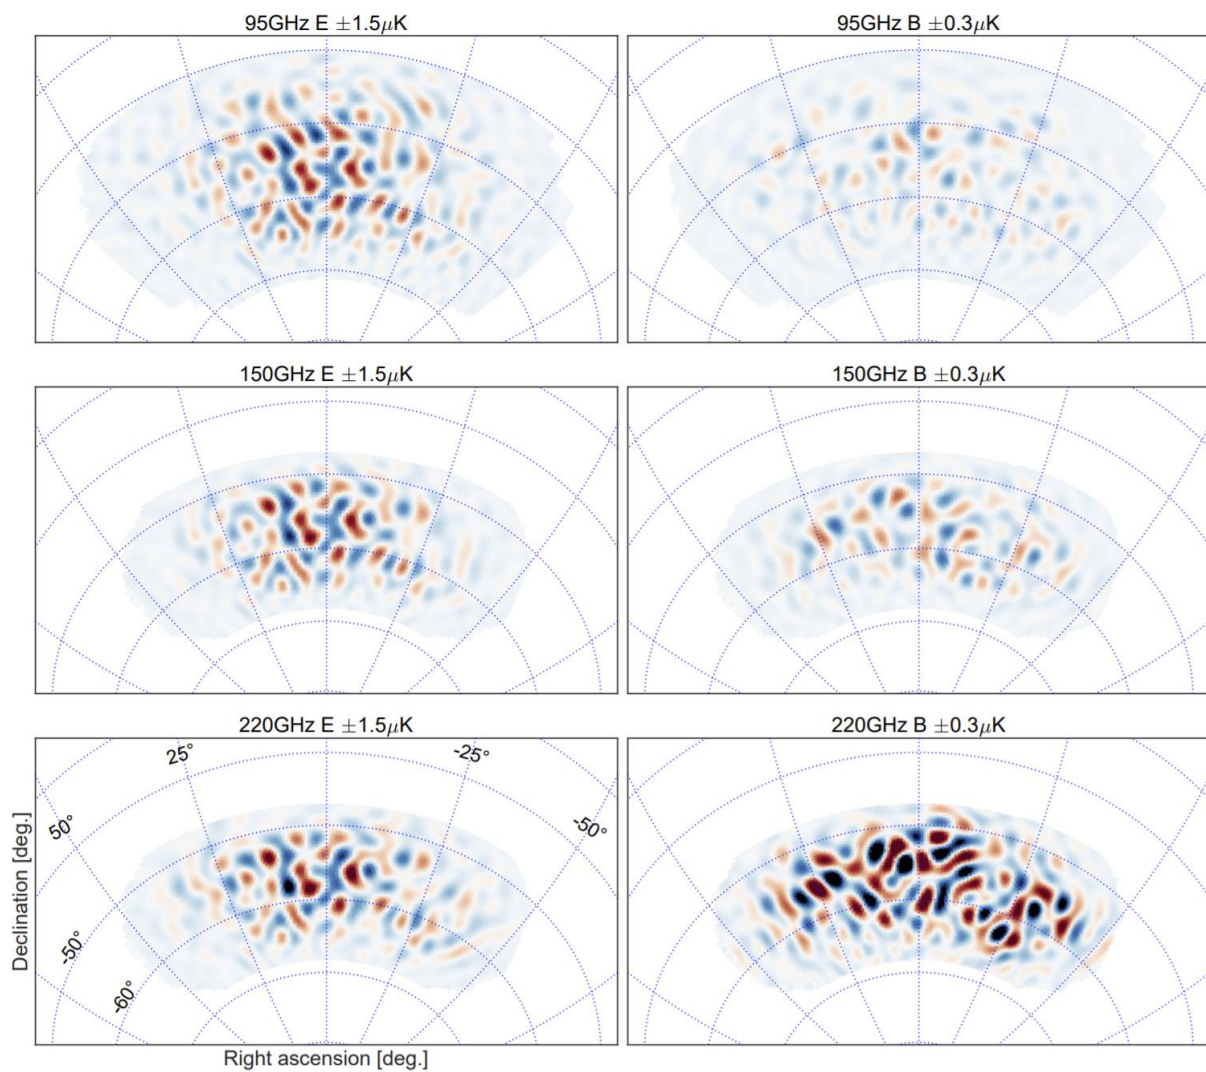 95GHz E ±1.5μK
95GHz B ±0.3μK
150GHz E ±1.5μK
150GHz B ±0.3μK
220GHz E ±1.5μK
220GHz B ±0.3μK
25°
-25°
50°
-50°
-50°
-60°
Declination [deg.]
Right ascension [deg.]